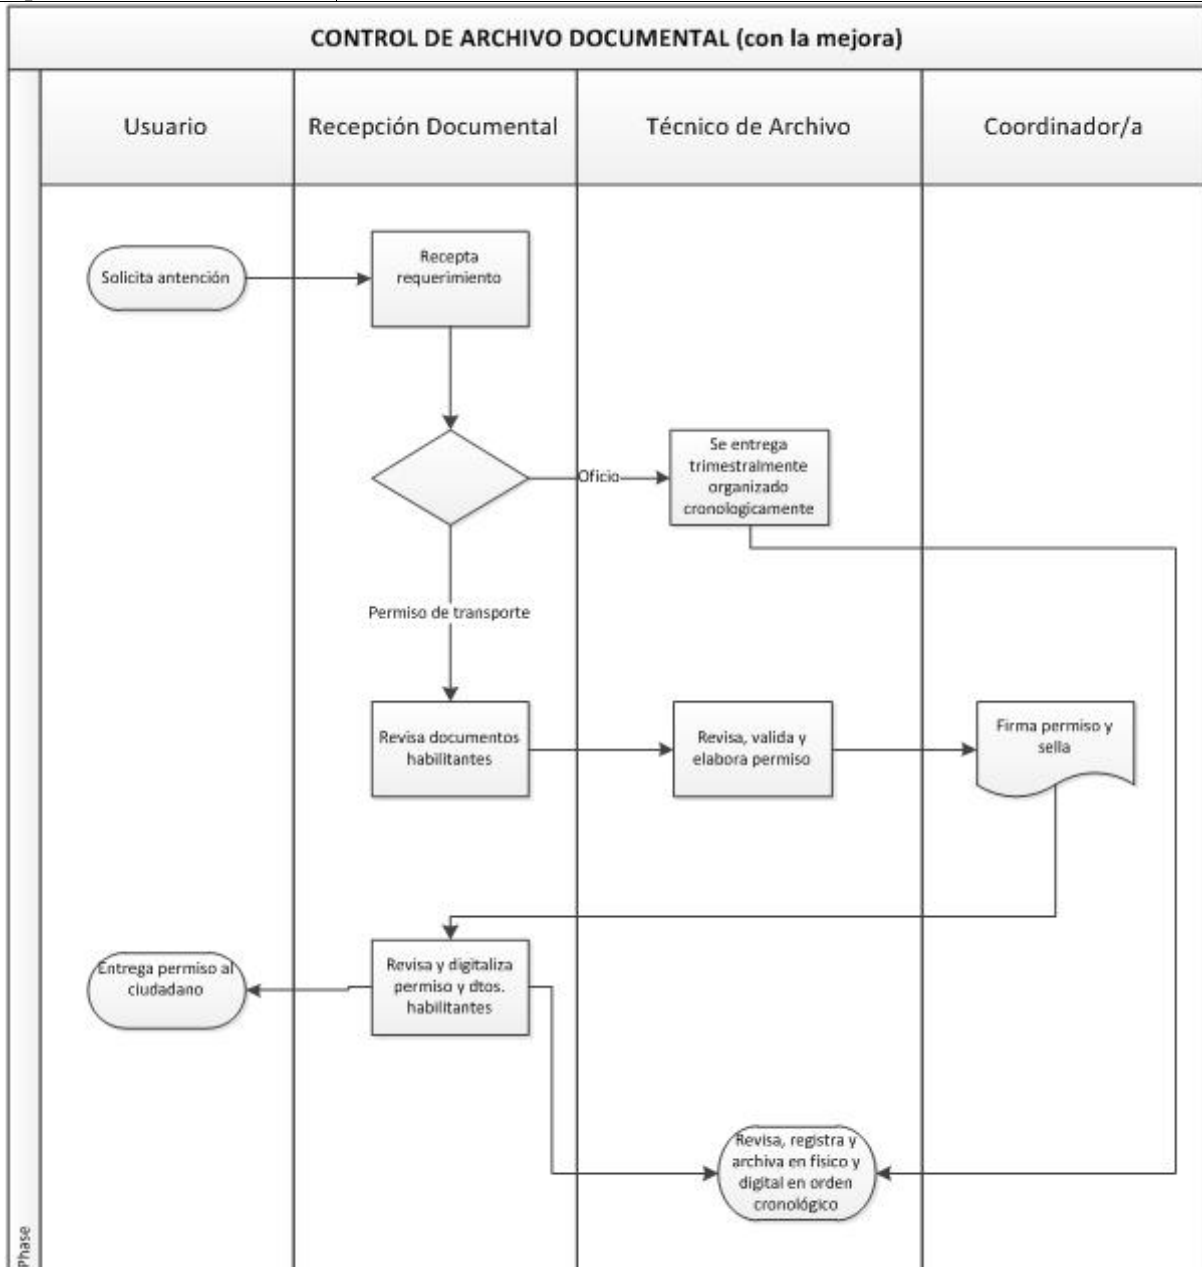 CONTROL DE ARCHIVO DOCUMENTAL (con la mejora)
Usuario
Recepción Documental
Técnico de Archivo
Coordinador/a
Solicita antención
Recepta
requerimiento
Oficio
Se entrega
trimestralmente
organizado
cronologicamente
Permiso de transporte
Revisa documentos
habilitantes
Revisa, valida y
elabora permiso
Firma permiso y
sella
Entrega permiso al
ciudadano
Revisa y digitaliza
permiso y dtos.
habilitantes
Revisa, registra y
archiva en físico y
digital en orden
cronológico
Phase